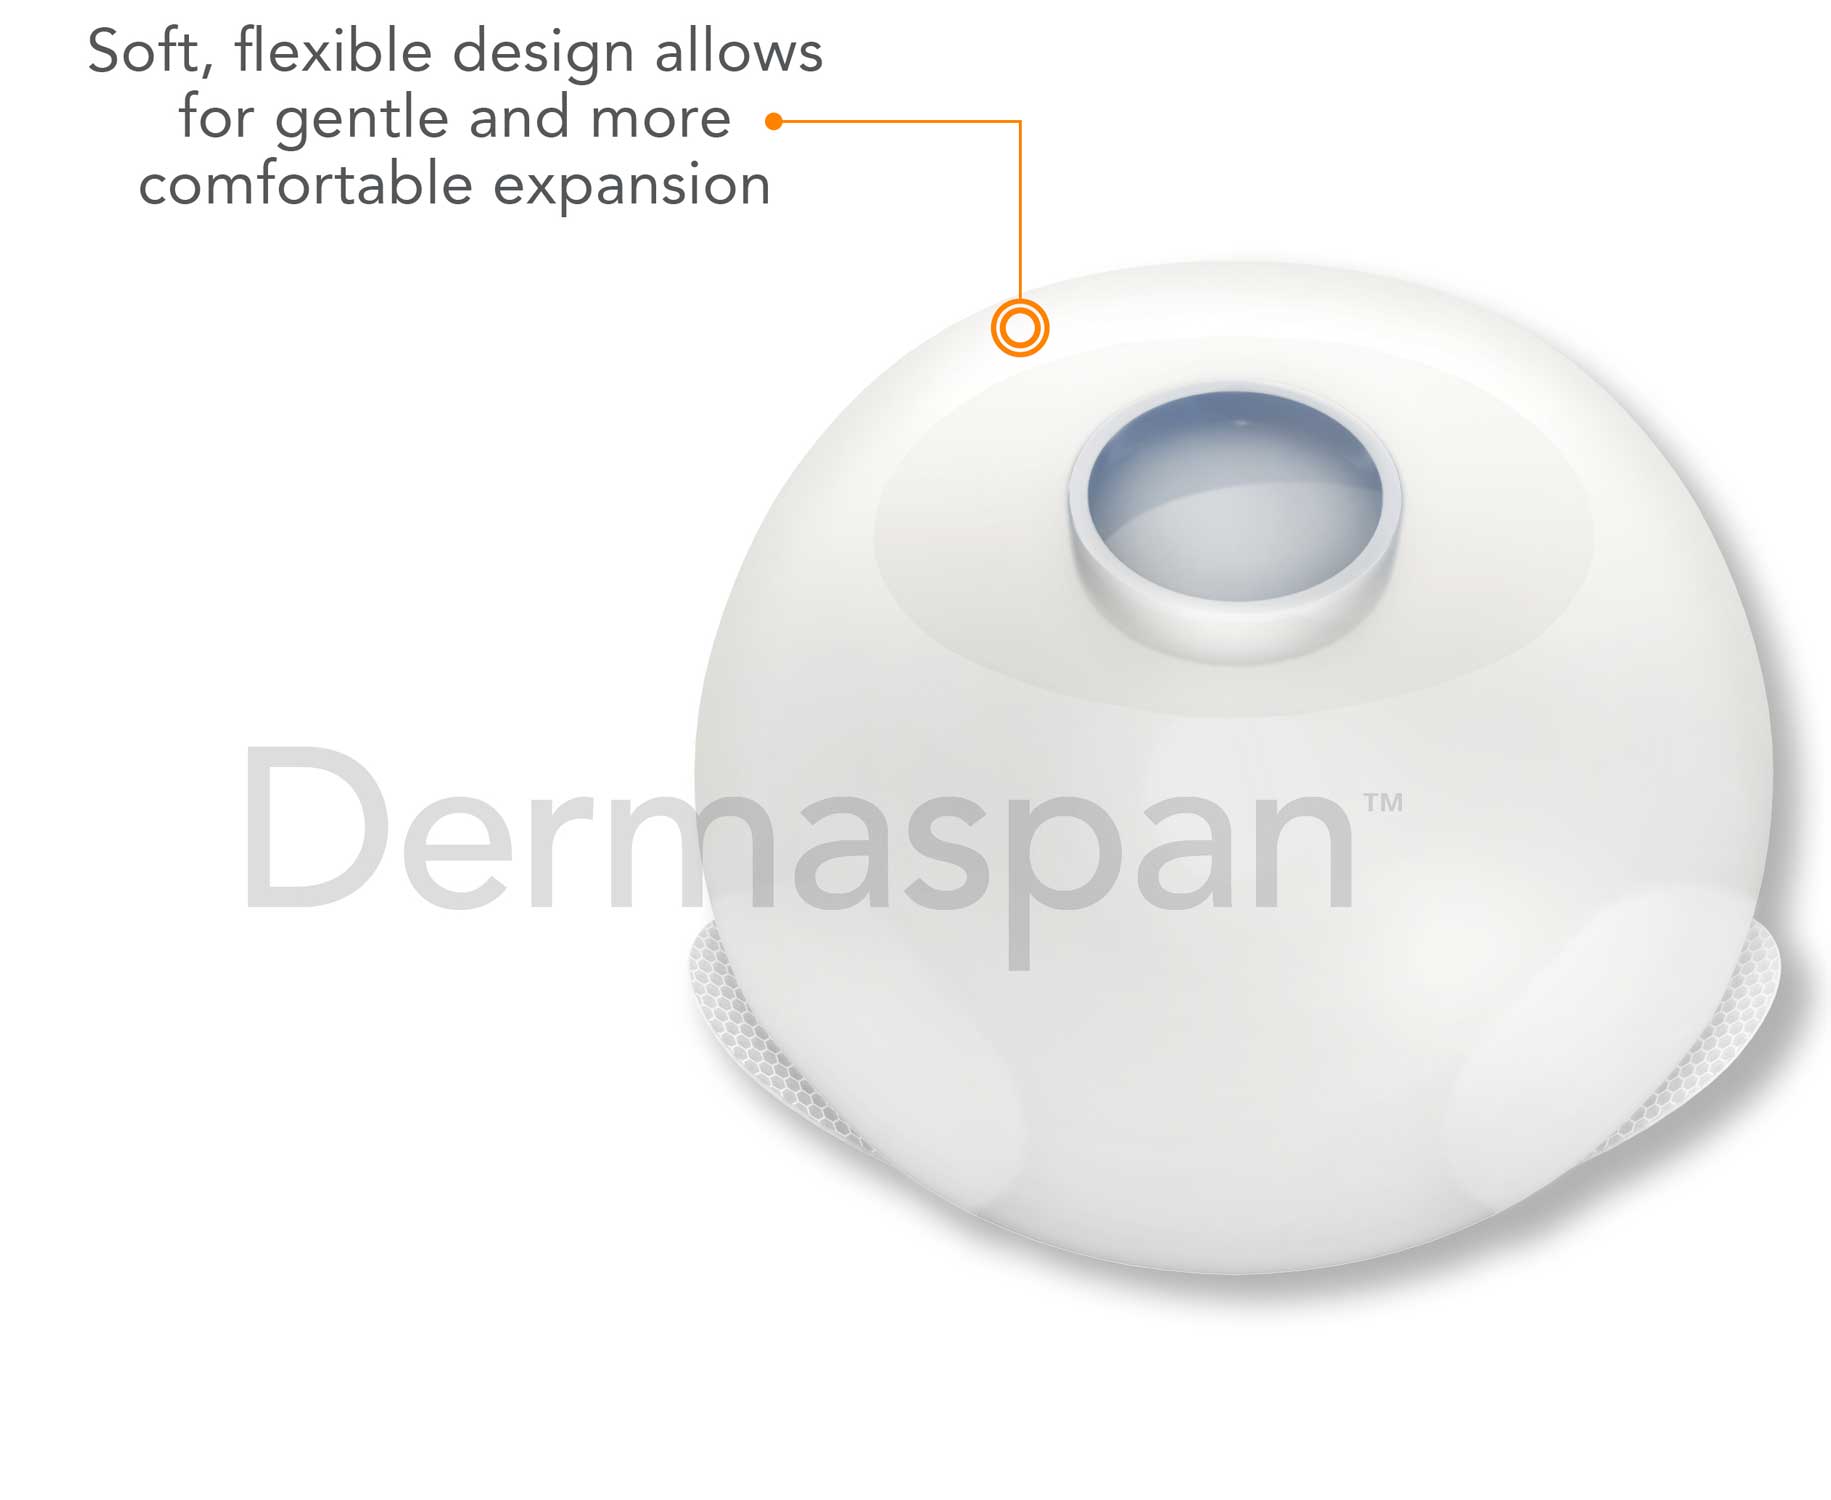 Soft, flexible design allows
for gentle and more
comfortable expansion
Dermaspan™